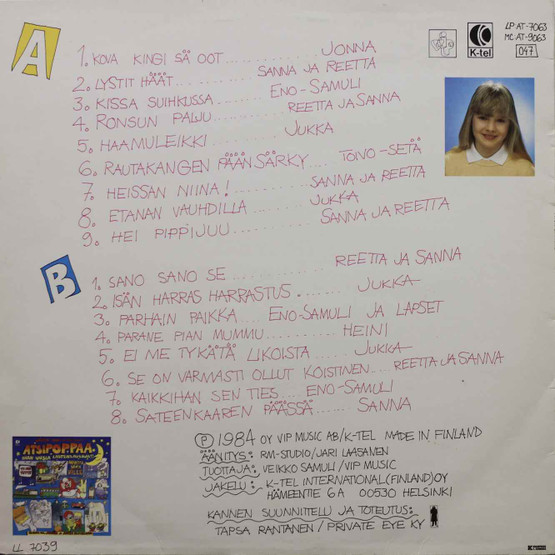 A
K-tel
LP·AT-7063
MC AT-9063
047
1. KOVA KINGI SÄ OOT ........ JONNA
2. LYSTIT HÄÄT ........ SANNA JA REETTA
3. KISSA SUIHKUSSA ....... ENO-SAMULI
4. RONSUN PALJU ....... REETTA JA SANNA
5. HAAMULEIKKI ....... JUKKA
6. RAUTAKANGEN PÄÄNSÄRKY .... TOIVO-SETÄ
7. HEISSAN NIINA! ........ SANNA JA REETTA
8. ETANAN VAUHDILLA ........ JUKKA
9. HEI PIPPIJUU ........ SANNA JA REETTA
B
1. SANO SANO SE .......... REETTA JA SANNA
2. ISÄN HARRAS HARRASTUS ....... JUKKA
3. PARHAIN PAIKKA ... ENO-SAMULI JA LAPSET
4. PARANE PIAN MUMMU ....... HEINI
5. EI ME TYKÄTÄ LIKOISTA ..... JUKKA
6. SE ON VARMASTI OLLUT KOISTINEN .. REETTA JA SANNA
7. KAIKKIHAN SEN TIES .... ENO-SAMULI
8. SATEENKAAREN PÄÄSSÄ ...... SANNA
Ⓟ 1984 OY VIP MUSIC AB/K-TEL MADE IN FINLAND
ÄÄNITYS: RM-STUDIO/JARI LAASANEN
TUOTTAJA: VEIKKO SAMULI/VIP MUSIC
JAKELU: K-TEL INTERNATIONAL(FINLAND)OY
HÄMEENTIE 6 A 00530 HELSINKI
KANNEN SUUNNITTELU JA TOTEUTUS:
TAPSA RANTANEN / PRIVATE EYE KY
ÄTSIPOPPAA
LL 7039